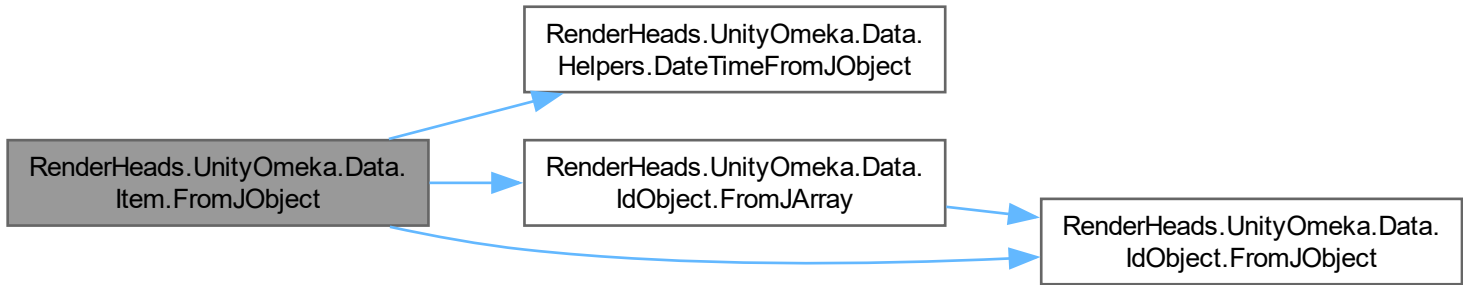 RenderHeads.UnityOmeka.Data.
Helpers.DateTimeFromJObject
RenderHeads.UnityOmeka.Data.
Item.FromJObject
RenderHeads.UnityOmeka.Data.
IdObject.FromJArray
RenderHeads.UnityOmeka.Data.
IdObject.FromJObject